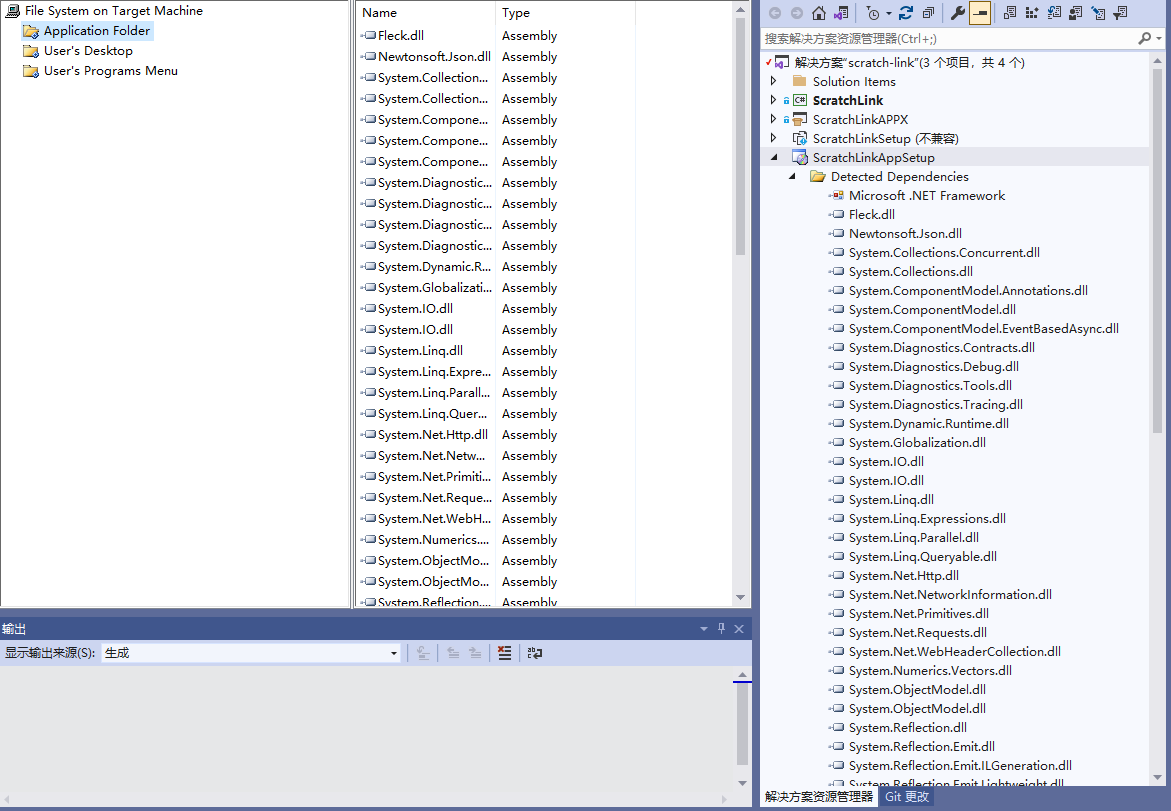 File System on Target Machine
Application Folder
User's Desktop
User's Programs Menu
Name Type
Fleck.dll Assembly
Newtonsoft.Json.dll Assembly
System.Collection... Assembly
System.Collection... Assembly
System.Compone... Assembly
System.Compone... Assembly
System.Compone... Assembly
System.Diagnostic... Assembly
System.Diagnostic... Assembly
System.Diagnostic... Assembly
System.Diagnostic... Assembly
System.Dynamic.R... Assembly
System.Globalizati... Assembly
System.IO.dll Assembly
System.IO.dll Assembly
System.Linq.dll Assembly
System.Linq.Expre... Assembly
System.Linq.Parall... Assembly
System.Linq.Quer... Assembly
System.Net.Http.dll Assembly
System.Net.Netw... Assembly
System.Net.Primiti... Assembly
System.Net.Reque... Assembly
System.Net.WebH... Assembly
System.Numerics.... Assembly
System.ObjectMo... Assembly
System.ObjectMo... Assembly
System.Reflection.... Assembly
输出
显示输出来源(S): 生成
搜索解决方案资源管理器(Ctrl+;)
解决方案“scratch-link”(3 个项目，共 4 个)
Solution Items
C# ScratchLink
ScratchLinkAPPX
ScratchLinkSetup (不兼容)
ScratchLinkAppSetup
Detected Dependencies
Microsoft .NET Framework
Fleck.dll
Newtonsoft.Json.dll
System.Collections.Concurrent.dll
System.Collections.dll
System.ComponentModel.Annotations.dll
System.ComponentModel.dll
System.ComponentModel.EventBasedAsync.dll
System.Diagnostics.Contracts.dll
System.Diagnostics.Debug.dll
System.Diagnostics.Tools.dll
System.Diagnostics.Tracing.dll
System.Dynamic.Runtime.dll
System.Globalization.dll
System.IO.dll
System.IO.dll
System.Linq.dll
System.Linq.Expressions.dll
System.Linq.Parallel.dll
System.Linq.Queryable.dll
System.Net.Http.dll
System.Net.NetworkInformation.dll
System.Net.Primitives.dll
System.Net.Requests.dll
System.Net.WebHeaderCollection.dll
System.Numerics.Vectors.dll
System.ObjectModel.dll
System.ObjectModel.dll
System.Reflection.dll
System.Reflection.Emit.dll
System.Reflection.Emit.ILGeneration.dll
System.Reflection.Emit.Lightweight.dll
解决方案资源管理器 Git 更改